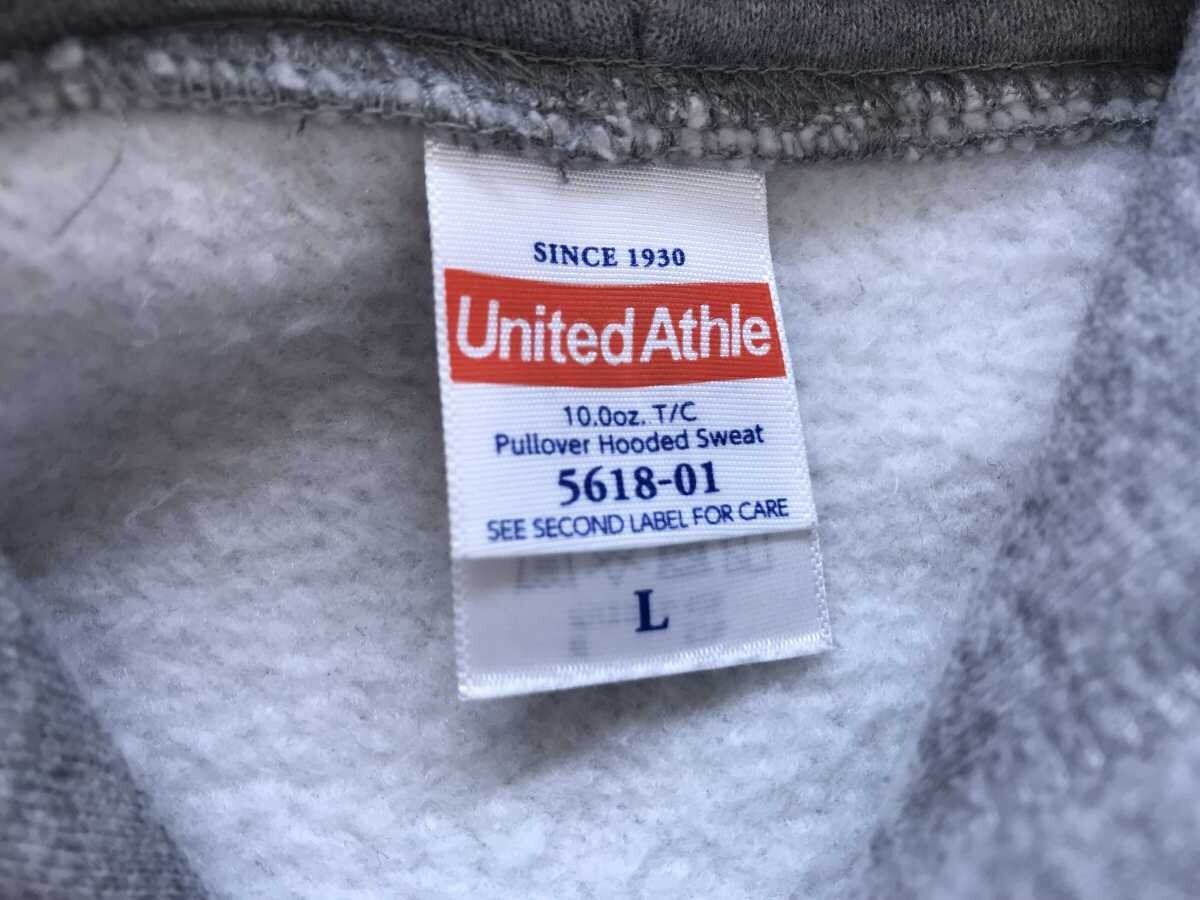 SINCE 1930
United Athle
10.0oz. T/C
Pullover Hooded Sweat
5618-01
SEE SECOND LABEL FOR CARE
L